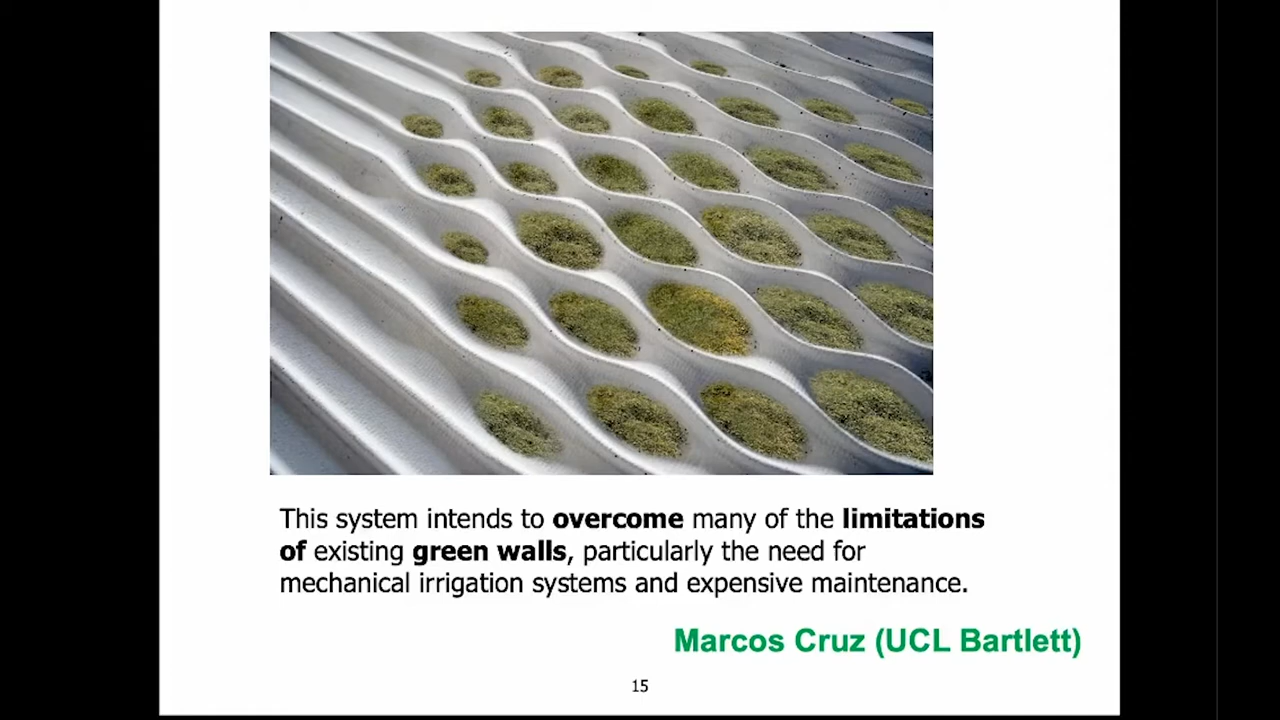 This system intends to overcome many of the limitations
of existing green walls, particularly the need for
mechanical irrigation systems and expensive maintenance.
Marcos Cruz (UCL Bartlett)
15